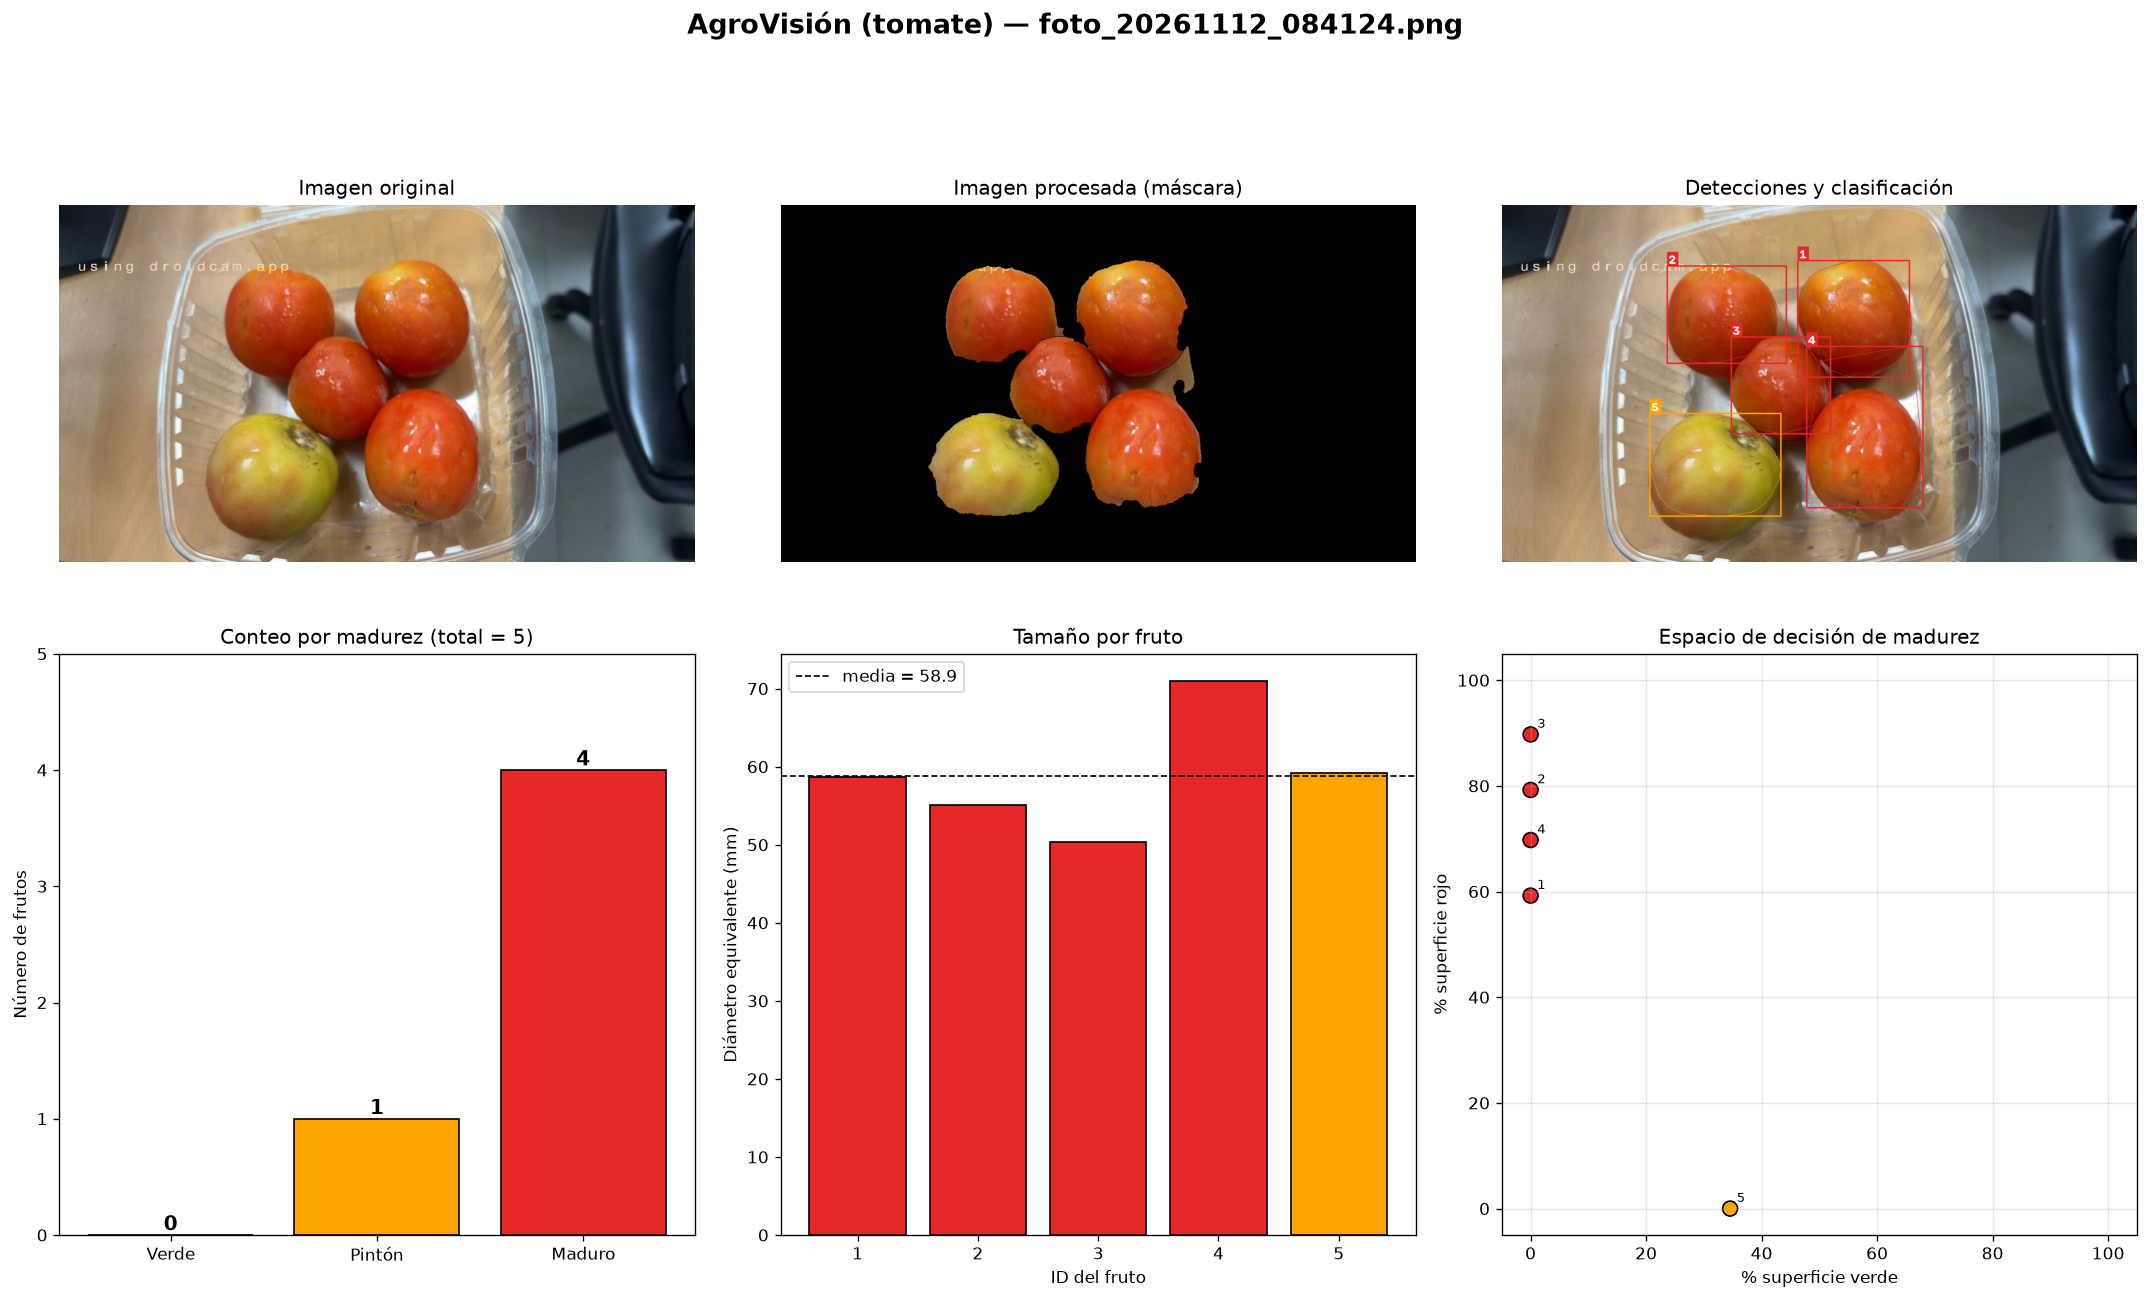 AgroVisión (tomate) — foto_20261112_084124.png
Imagen original
using droidcam.app
Imagen procesada (máscara)
app
Detecciones y clasificación
using droidcam.app
2
1
3
4
5
Conteo por madurez (total = 5)
Número de frutos
5
4
3
2
1
0
0
1
4
Verde
Pintón
Maduro
Tamaño por fruto
Diámetro equivalente (mm)
media = 58.9
70
60
50
40
30
20
10
0
1
2
3
4
5
ID del fruto
Espacio de decisión de madurez
% superficie rojo
100
80
60
40
20
0
3
2
4
1
5
0
20
40
60
80
100
% superficie verde